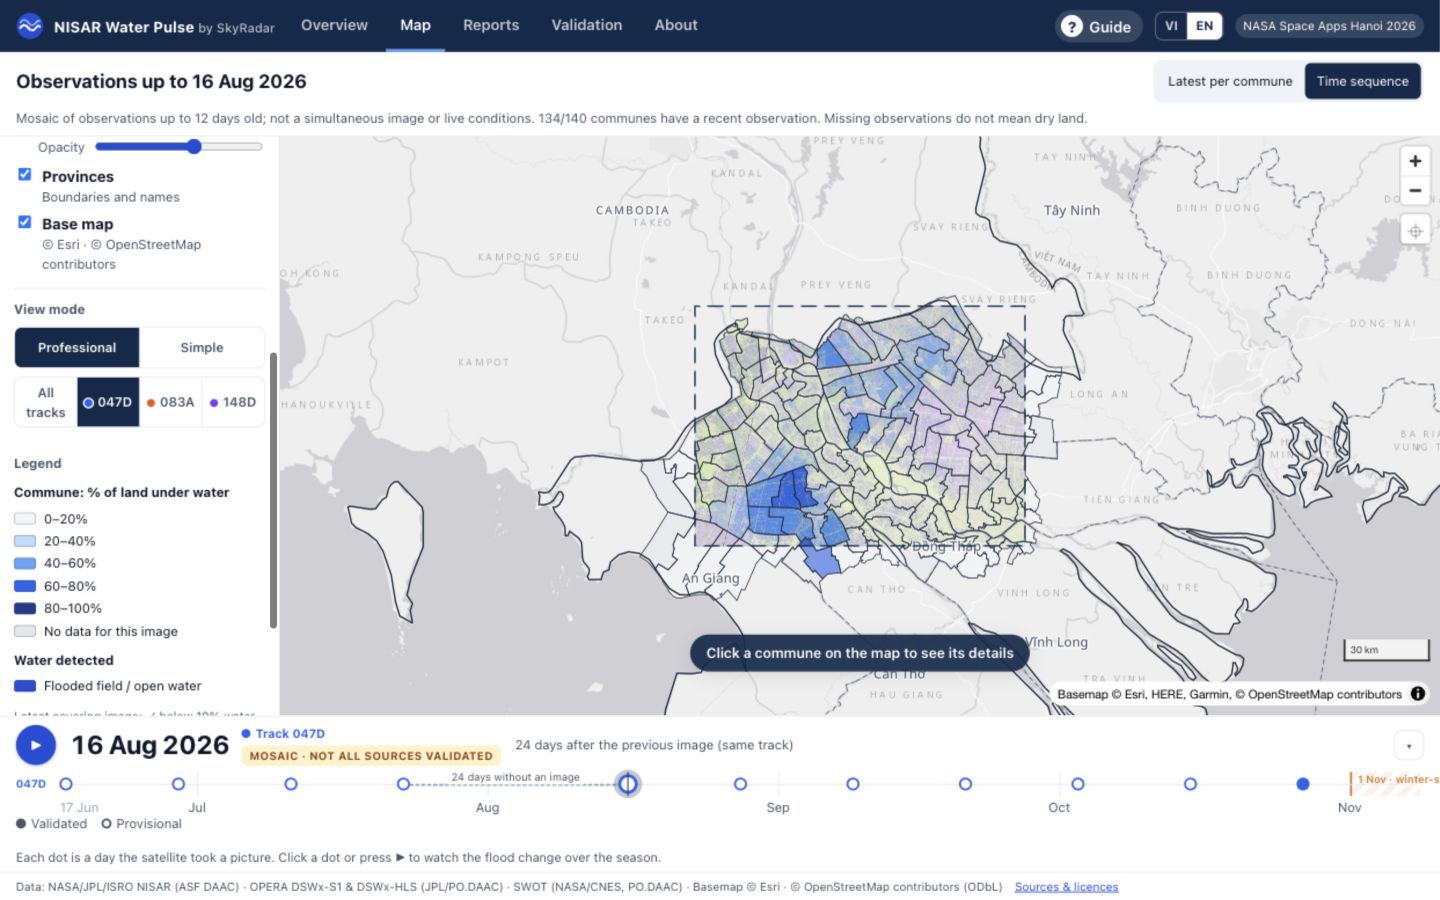 NISAR Water Pulse by SkyRadar
Overview
Map
Reports
Validation
About
? Guide
VI
EN
NASA Space Apps Hanoi 2026
Observations up to 16 Aug 2026
Latest per commune
Time sequence
Mosaic of observations up to 12 days old; not a simultaneous image or live conditions. 134/140 communes have a recent observation. Missing observations do not mean dry land.
Opacity
Provinces
Boundaries and names
Base map
© Esri · © OpenStreetMap
contributors
View mode
Professional
Simple
All
tracks
047D
083A
148D
Legend
Commune: % of land under water
0–20%
20–40%
40–60%
60–80%
80–100%
No data for this image
Water detected
Flooded field / open water
PREY VENG
KANDAL
TAY NINH
CAMBODIA
TAKEO
Tây Ninh
BINH DUONG
SVAY RIENG
KAMPONG SPEU
VIỆT NAM
CAMBODIA
TAY NINH
BINH DUONG
OH KONG
KANDAL
PREY VENG
SVAY RIENG
TAKEO
DONG NAI
KAMPOT
LONG AN
HANOUKVILLE
BA RIA
VUNG T
TIEN GIANG
Đồng Tháp
An Giang
CAN THO
VINH LONG
EN TRE
Vĩnh Long
Click a commune on the map to see its details
Cần Thơ
HAU GIANG
TRA VINH
30 km
Basemap © Esri, HERE, Garmin, © OpenStreetMap contributors
16 Aug 2026
Track 047D
MOSAIC · NOT ALL SOURCES VALIDATED
24 days after the previous image (same track)
047D
24 days without an image
1 Nov · winter-s
17 Jun
Jul
Aug
Sep
Oct
Nov
Validated
Provisional
Each dot is a day the satellite took a picture. Click a dot or press ▶ to watch the flood change over the season.
Data: NASA/JPL/ISRO NISAR (ASF DAAC) · OPERA DSWx-S1 & DSWx-HLS (JPL/PO.DAAC) · SWOT (NASA/CNES, PO.DAAC) · Basemap © Esri · © OpenStreetMap contributors (ODbL)
Sources & licences